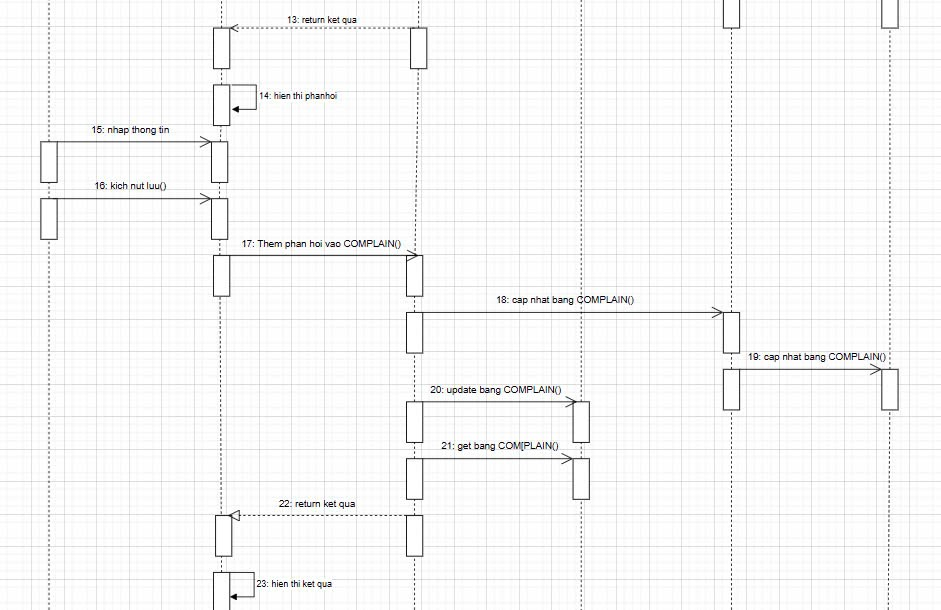 13: return ket qua
14: hien thi phanhoi
15: nhap thong tin
16: kich nut luu()
17: Them phan hoi vao COMPLAIN()
18: cap nhat bang COMPLAIN()
19: cap nhat bang COMPLAIN()
20: update bang COMPLAIN()
21: get bang COM[PLAIN()
22: return ket qua
23: hien thi ket qua